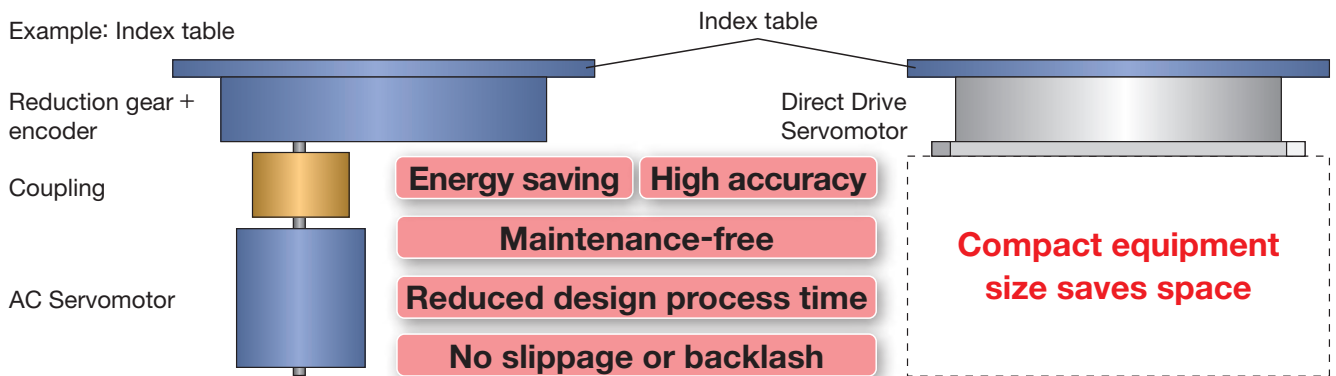 Example: Index table
Index table
Reduction gear +
encoder
Direct Drive
Servomotor
Coupling
Energy saving
High accuracy
Maintenance-free
AC Servomotor
Reduced design process time
No slippage or backlash
Compact equipment
size saves space